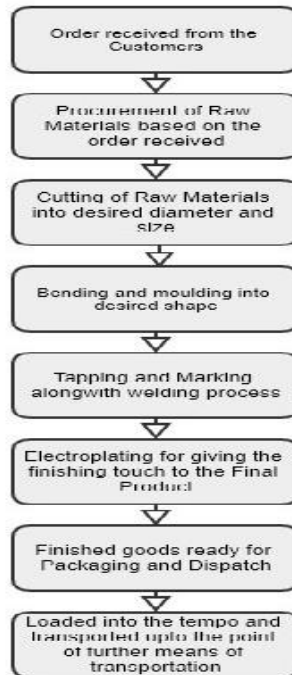 Order received from the
Customers
Procurement of Raw
Materials based on the
order received
Cutting of Raw Materials
into desired diameter and
size
Bending and moulding into
desired shape
Tapping and Marking
alongwith welding process
Electroplating for giving the
finishing touch to the Final
Product
Finished goods ready for
Packaging and Dispatch
Loaded into the tempo and
transported upto the point
of further means of
transportation